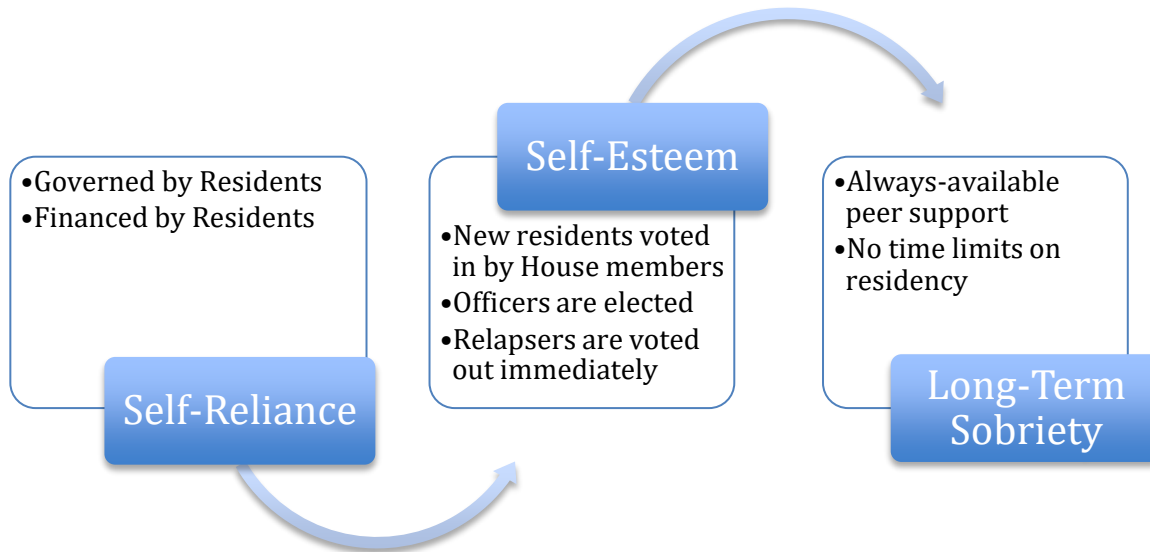 •Governed by Residents
•Financed by Residents
Self-Reliance
Self-Esteem
•New residents voted
in by House members
•Officers are elected
•Relapsers are voted
out immediately
•Always-available
peer support
•No time limits on
residency
Long-Term
Sobriety